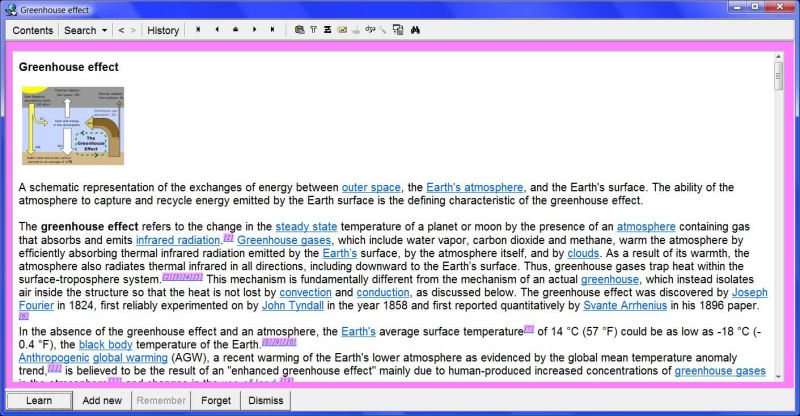 Greenhouse effect
Contents Search < > History
Greenhouse effect
The
Greenhouse
Effect
A schematic representation of the exchanges of energy between outer space, the Earth's atmosphere, and the Earth's surface. The ability of the
atmosphere to capture and recycle energy emitted by the Earth surface is the defining characteristic of the greenhouse effect.
The greenhouse effect refers to the change in the steady state temperature of a planet or moon by the presence of an atmosphere containing gas
that absorbs and emits infrared radiation.[1] Greenhouse gases, which include water vapor, carbon dioxide and methane, warm the atmosphere by
efficiently absorbing thermal infrared radiation emitted by the Earth's surface, by the atmosphere itself, and by clouds. As a result of its warmth, the
atmosphere also radiates thermal infrared in all directions, including downward to the Earth's surface. Thus, greenhouse gases trap heat within the
surface-troposphere system.[2][3][4][5] This mechanism is fundamentally different from the mechanism of an actual greenhouse, which instead isolates
air inside the structure so that the heat is not lost by convection and conduction, as discussed below. The greenhouse effect was discovered by Joseph
Fourier in 1824, first reliably experimented on by John Tyndall in the year 1858 and first reported quantitatively by Svante Arrhenius in his 1896 paper.
[6]
In the absence of the greenhouse effect and an atmosphere, the Earth's average surface temperature[7] of 14 °C (57 °F) could be as low as -18 °C (-
0.4 °F), the black body temperature of the Earth.[8][9][10]
Anthropogenic global warming (AGW), a recent warming of the Earth's lower atmosphere as evidenced by the global mean temperature anomaly
trend,[11] is believed to be the result of an "enhanced greenhouse effect" mainly due to human-produced increased concentrations of greenhouse gases
in the atmosphere[12] and changes in the use of land.[13]
Learn Add new Remember Forget Dismiss